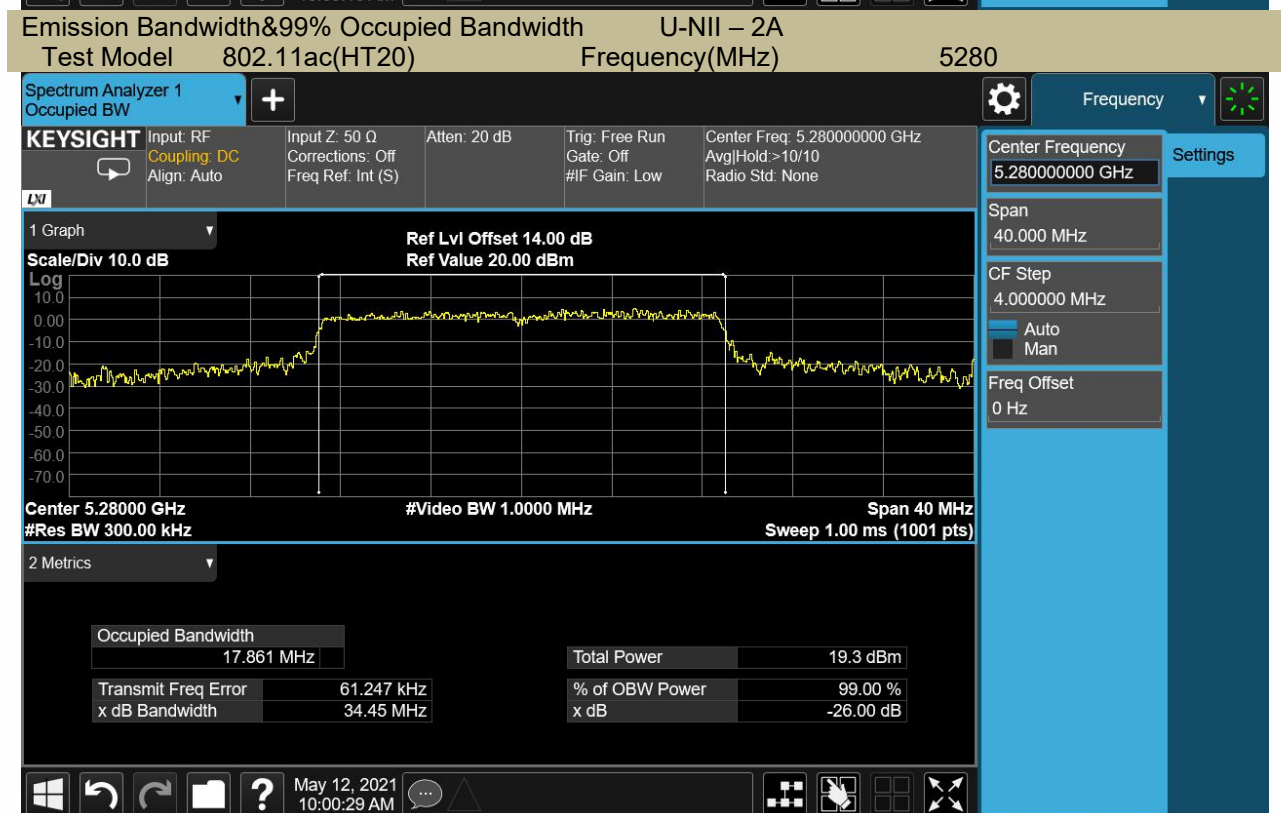 Emission Bandwidth&99% Occupied Bandwidth U-NII – 2A
Test Model 802.11ac(HT20) Frequency(MHz) 5280
Spectrum Analyzer 1
Occupied BW
+
Frequency
KEYSIGHT Input: RF Input Z: 50 Ω Atten: 20 dB Trig: Free Run Center Freq: 5.280000000 GHz
Coupling: DC Corrections: Off Gate: Off Avg|Hold:>10/10
Align: Auto Freq Ref: Int (S) #IF Gain: Low Radio Std: None
LXI
Center Frequency
5.280000000 GHz
Settings
Span
40.000 MHz
CF Step
4.000000 MHz
Auto
Man
Freq Offset
0 Hz
1 Graph
Ref Lvl Offset 14.00 dB
Scale/Div 10.0 dB Ref Value 20.00 dBm
Log
10.0
0.00
-10.0
-20.0
-30.0
-40.0
-50.0
-60.0
-70.0
Center 5.28000 GHz #Video BW 1.0000 MHz Span 40 MHz
#Res BW 300.00 kHz Sweep 1.00 ms (1001 pts)
2 Metrics
Occupied Bandwidth
17.861 MHz Total Power 19.3 dBm
Transmit Freq Error 61.247 kHz % of OBW Power 99.00 %
x dB Bandwidth 34.45 MHz x dB -26.00 dB
? May 12, 2021
10:00:29 AM